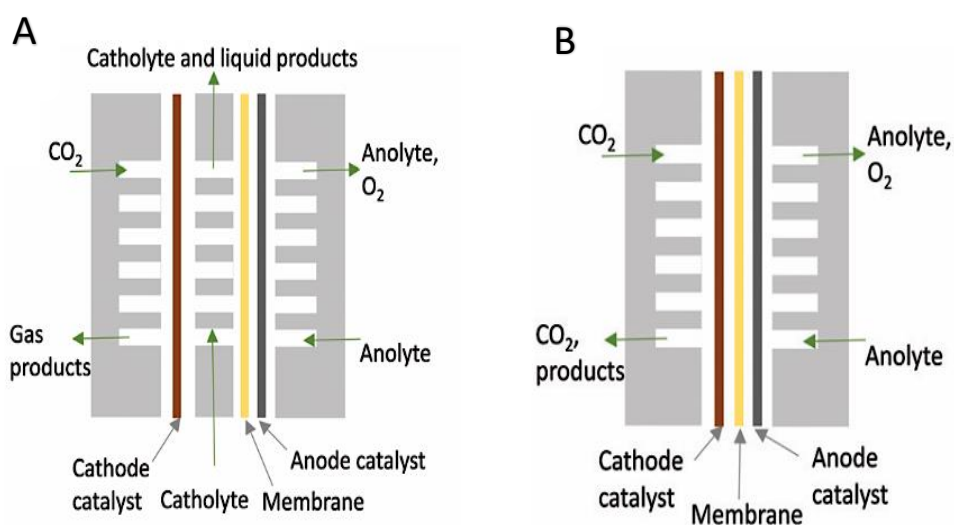 A
Catholyte and liquid products
CO₂
Anolyte,
O₂
Gas
products
Anolyte
Cathode
catalyst
Catholyte
Membrane
Anode catalyst
B
CO₂
Anolyte,
O₂
CO₂,
products
Anolyte
Cathode
catalyst
Membrane
Anode
catalyst